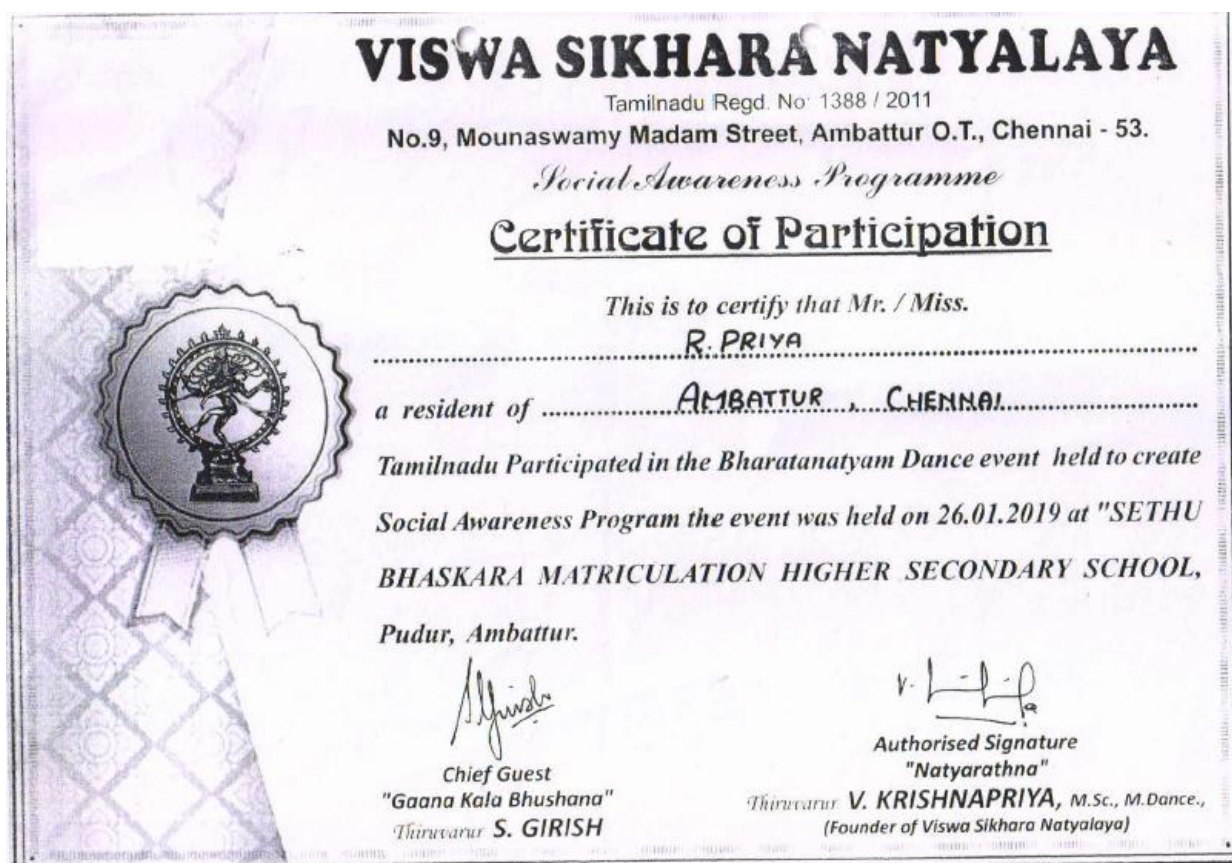 VISWA SIKHARA NATYALAYA
Tamilnadu Regd. No: 1388 / 2011
No.9, Mounaswamy Madam Street, Ambattur O.T., Chennai - 53.
Social Awareness Programme
Certificate of Participation
This is to certify that Mr. / Miss.
R. PRIYA
a resident of AMBATTUR, CHENNAI
Tamilnadu Participated in the Bharatanatyam Dance event held to create
Social Awareness Program the event was held on 26.01.2019 at "SETHU
BHASKARA MATRICULATION HIGHER SECONDARY SCHOOL,
Pudur, Ambattur.
Chief Guest
"Gaana Kala Bhushana"
Thiruvarur S. GIRISH
Authorised Signature
"Natyarathna"
Thiruvarur V. KRISHNAPRIYA, M.Sc., M.Dance.,
(Founder of Viswa Sikhara Natyalaya)